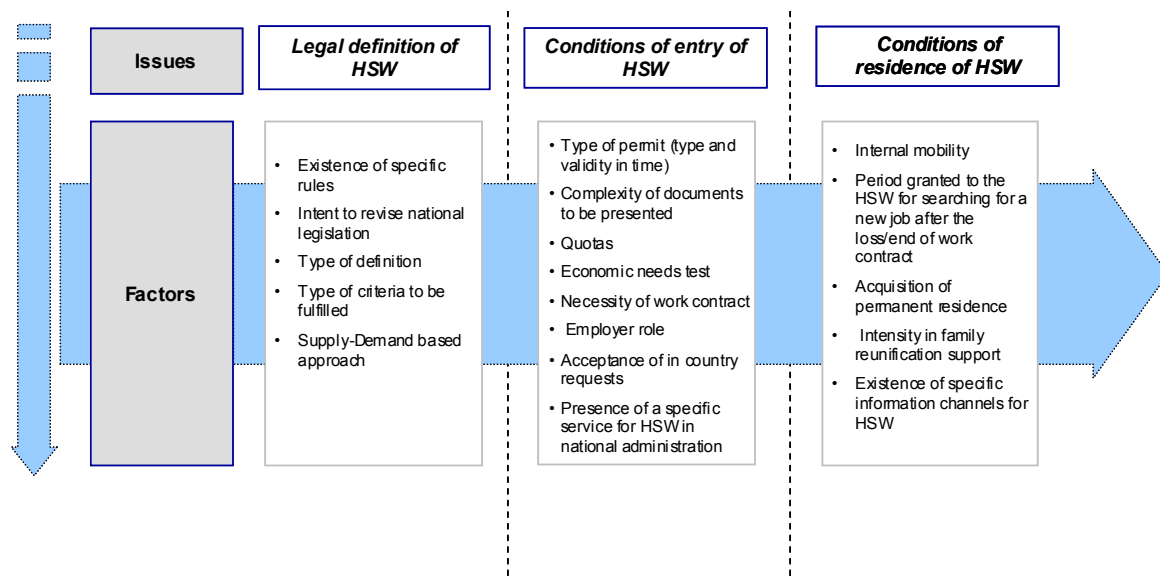 Issues
Legal definition of
HSW
Conditions of entry of
HSW
Conditions of
residence of HSW
Factors
• Existence of specific
rules
• Intent to revise national
legislation
• Type of definition
• Type of criteria to be
fulfilled
• Supply-Demand based
approach
• Type of permit (type and
validity in time)
• Complexity of documents
to be presented
• Quotas
• Economic needs test
• Necessity of work contract
• Employer role
• Acceptance of in country
requests
• Presence of a specific
service for HSW in
national administration
• Internal mobility
• Period granted to the
HSW for searching for a
new job after the
loss/end of work
contract
• Acquisition of
permanent residence
• Intensity in family
reunification support
• Existence of specific
information channels for
HSW